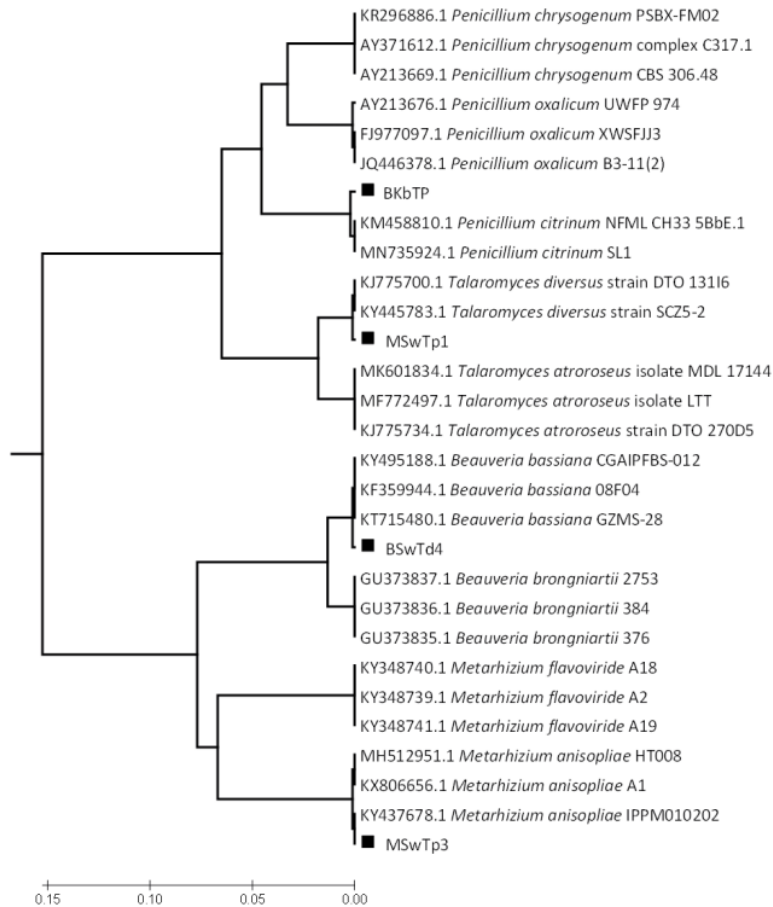 KR296886.1 Penicillium chrysogenum PSBX-FM02
AY371612.1 Penicillium chrysogenum complex C317.1
AY213669.1 Penicillium chrysogenum CBS 306.48
AY213676.1 Penicillium oxalicum UWFP 974
FJ977097.1 Penicillium oxalicum XWSFJJ3
JQ446378.1 Penicillium oxalicum B3-11(2)
BKbTP
KM458810.1 Penicillium citrinum NFML CH33 5BbE.1
MN735924.1 Penicillium citrinum SL1
KJ775700.1 Talaromyces diversus strain DTO 131I6
KY445783.1 Talaromyces diversus strain SCZ5-2
MSwTp1
MK601834.1 Talaromyces atroroseus isolate MDL 17144
MF772497.1 Talaromyces atroroseus isolate LTT
KJ775734.1 Talaromyces atroroseus strain DTO 270D5
KY495188.1 Beauveria bassiana CGAIPFBS-012
KF359944.1 Beauveria bassiana 08F04
KT715480.1 Beauveria bassiana GZMS-28
BSwTd4
GU373837.1 Beauveria brongniartii 2753
GU373836.1 Beauveria brongniartii 384
GU373835.1 Beauveria brongniartii 376
KY348740.1 Metarhizium flavoviride A18
KY348739.1 Metarhizium flavoviride A2
KY348741.1 Metarhizium flavoviride A19
MH512951.1 Metarhizium anisopliae HT008
KX806656.1 Metarhizium anisopliae A1
KY437678.1 Metarhizium anisopliae IPPM010202
MSwTp3
0.15 0.10 0.05 0.00